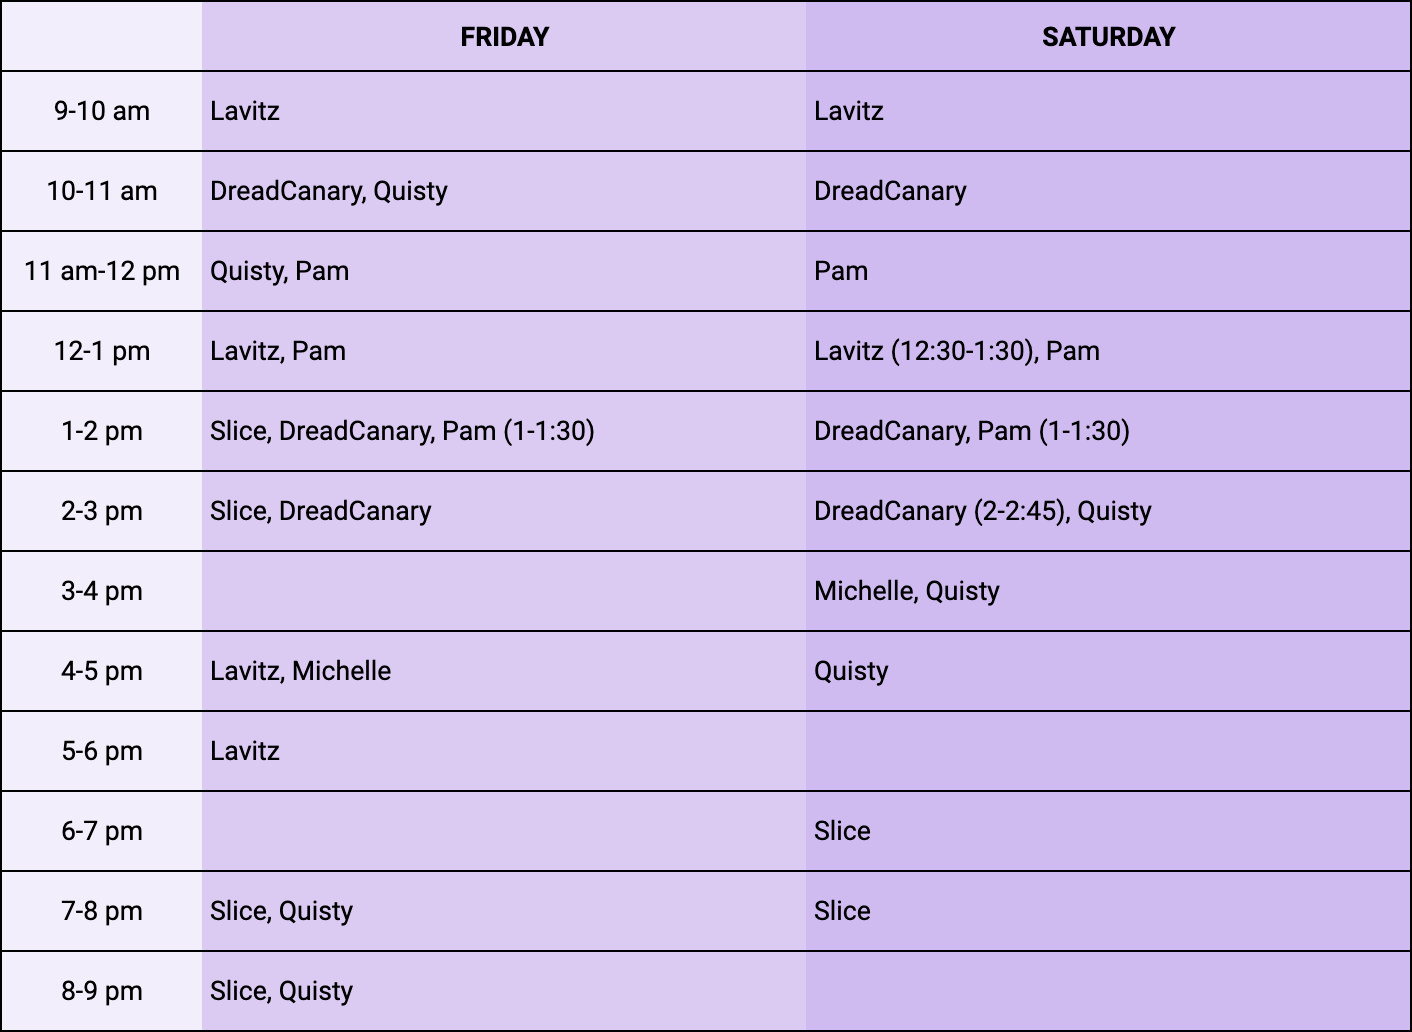 FRIDAY SATURDAY
9-10 am Lavitz Lavitz
10-11 am DreadCanary, Quisty DreadCanary
11 am-12 pm Quisty, Pam Pam
12-1 pm Lavitz, Pam Lavitz (12:30-1:30), Pam
1-2 pm Slice, DreadCanary, Pam (1-1:30) DreadCanary, Pam (1-1:30)
2-3 pm Slice, DreadCanary DreadCanary (2-2:45), Quisty
3-4 pm Michelle, Quisty
4-5 pm Lavitz, Michelle Quisty
5-6 pm Lavitz
6-7 pm Slice
7-8 pm Slice, Quisty Slice
8-9 pm Slice, Quisty